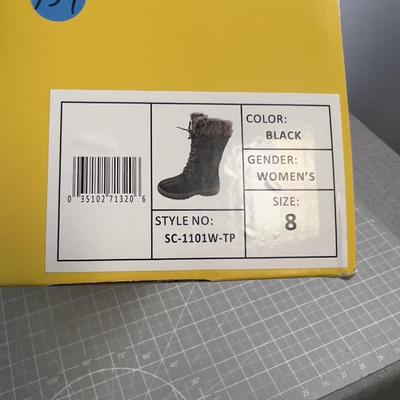 COLOR:
BLACK
GENDER:
WOMEN'S
SIZE:
8
0 35102 71320 6
STYLE NO:
SC-1101W-TP